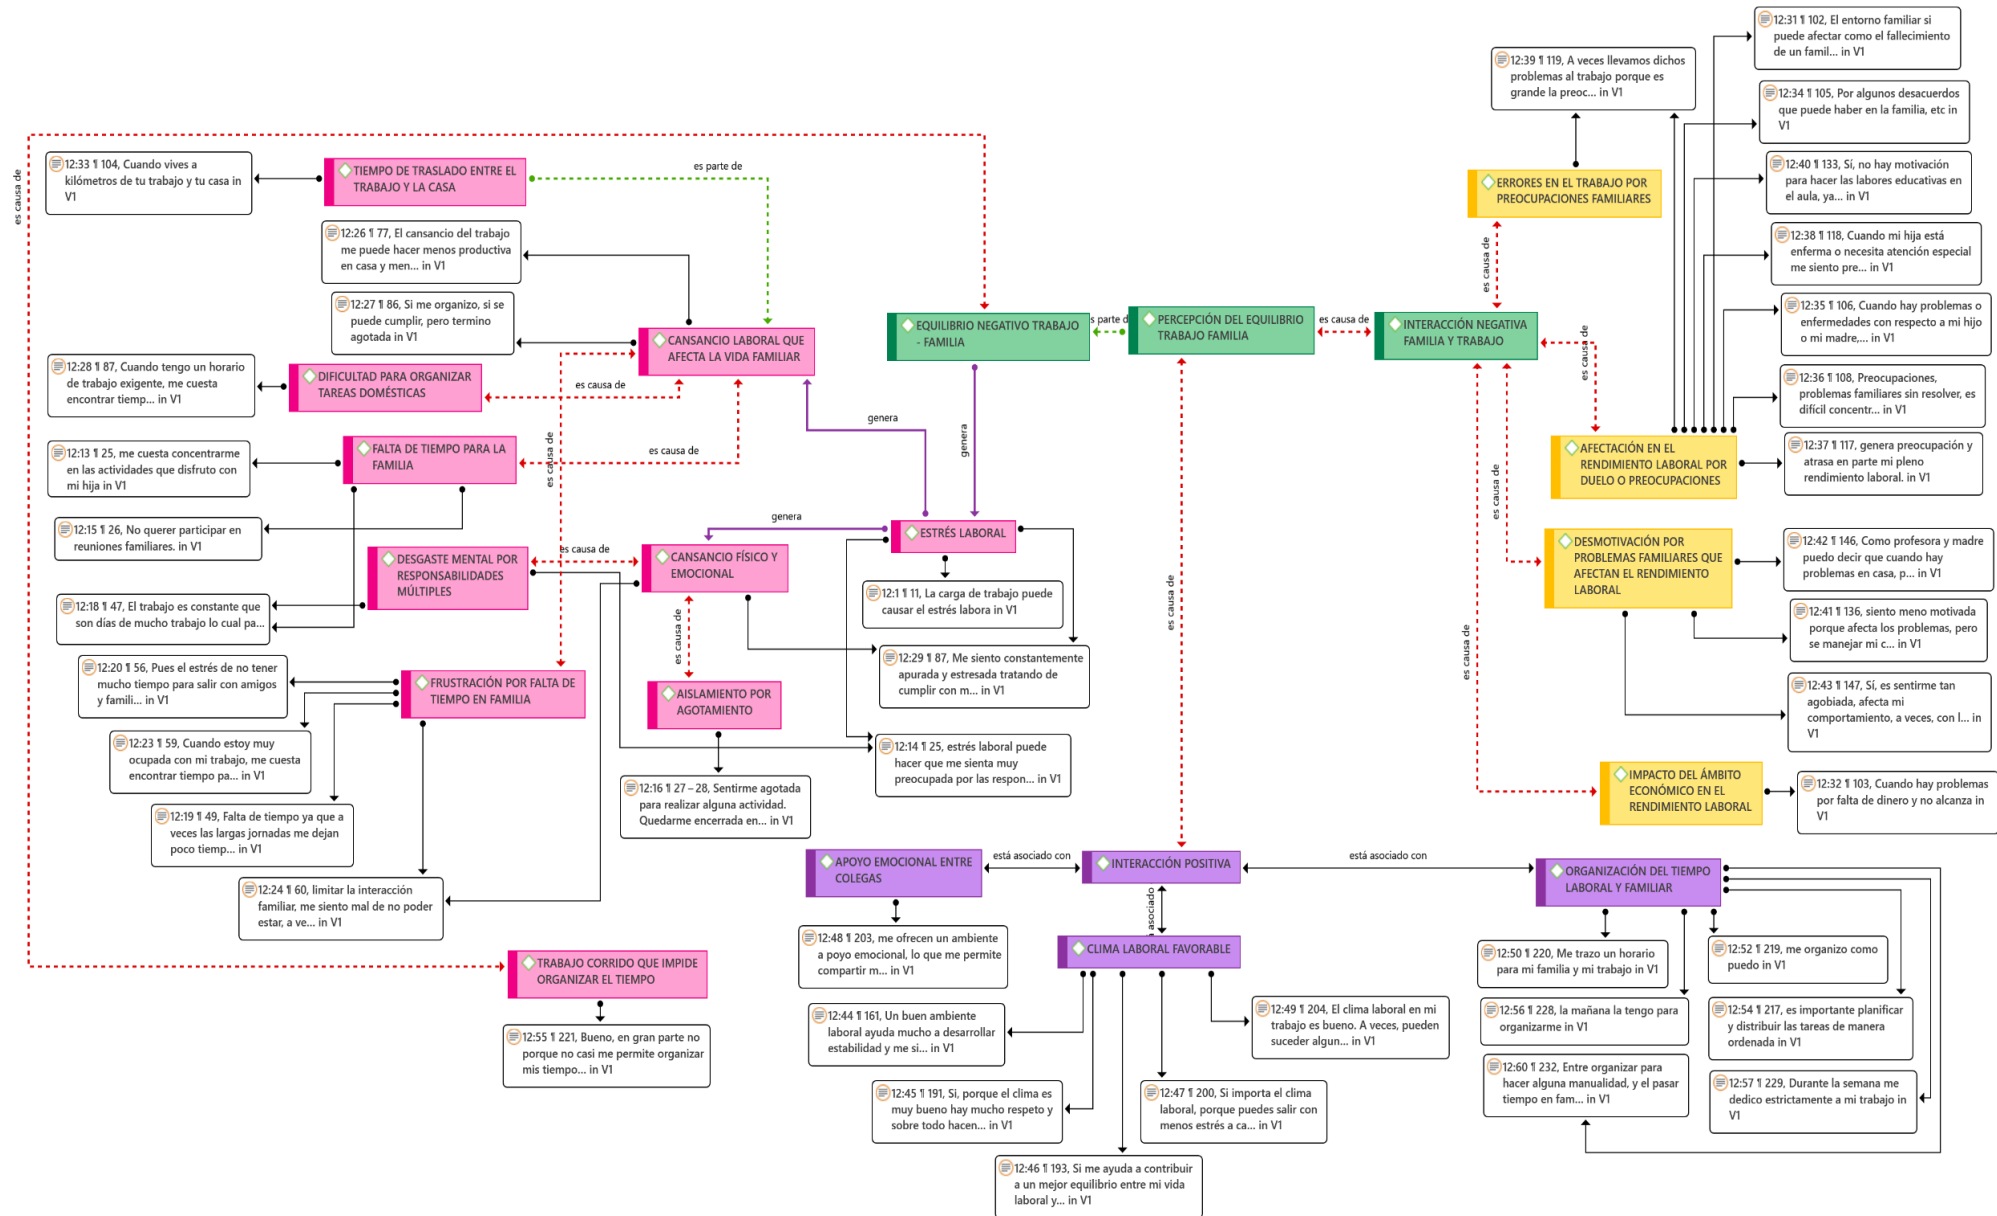 12:31 ¶ 102, El entorno familiar si
puede afectar como el fallecimiento
de un famil... in V1
12:39 ¶ 119, A veces llevamos dichos
problemas al trabajo porque es
grande la preoc... in V1
12:34 ¶ 105, Por algunos desacuerdos
que puede haber en la familia, etc in
V1
es causa de
12:33 ¶ 104, Cuando vives a
kilómetros de tu trabajo y tu casa in
V1
TIEMPO DE TRASLADO ENTRE EL
TRABAJO Y LA CASA
es parte de
ERRORES EN EL TRABAJO POR
PREOCUPACIONES FAMILIARES
12:40 ¶ 133, Sí, no hay motivación
para hacer las labores educativas en
el aula, ya... in V1
12:26 ¶ 77, El cansancio del trabajo
me puede hacer menos productiva
en casa y men... in V1
es causa de
12:38 ¶ 118, Cuando mi hija está
enferma o necesita atención especial
me siento pre... in V1
12:27 ¶ 86, Si me organizo, si se
puede cumplir, pero termino
agotada in V1
CANSANCIO LABORAL QUE
AFECTA LA VIDA FAMILIAR
EQUILIBRIO NEGATIVO TRABAJO
- FAMILIA
s parte d
PERCEPCIÓN DEL EQUILIBRIO
TRABAJO FAMILIA
es causa de
INTERACCIÓN NEGATIVA
FAMILIA Y TRABAJO
es causa de
12:35 ¶ 106, Cuando hay problemas o
enfermedades con respecto a mi hijo
o mi madre,... in V1
12:28 ¶ 87, Cuando tengo un horario
de trabajo exigente, me cuesta
encontrar tiemp... in V1
DIFICULTAD PARA ORGANIZAR
TAREAS DOMÉSTICAS
es causa de
12:36 ¶ 108, Preocupaciones,
problemas familiares sin resolver, es
difícil concentr... in V1
genera
genera
12:13 ¶ 25, me cuesta concentrarme
en las actividades que disfruto con
mi hija in V1
FALTA DE TIEMPO PARA LA
FAMILIA
es causa de
es causa de
es causa de
AFECTACIÓN EN EL
RENDIMIENTO LABORAL POR
DUELO O PREOCUPACIONES
12:37 ¶ 117, genera preocupación y
atrasa en parte mi pleno
rendimiento laboral. in V1
12:15 ¶ 26, No querer participar en
reuniones familiares. in V1
genera
ESTRÉS LABORAL
DESGASTE MENTAL POR
RESPONSABILIDADES
MÚLTIPLES
es causa de
CANSANCIO FÍSICO Y
EMOCIONAL
DESMOTIVACIÓN POR
PROBLEMAS FAMILIARES QUE
AFECTAN EL RENDIMIENTO
LABORAL
12:42 ¶ 146, Como profesora y madre
puedo decir que cuando hay
problemas en casa, p... in V1
12:18 ¶ 47, El trabajo es constante que
son días de mucho trabajo lo cual pa...
12:1 ¶ 11, La carga de trabajo puede
causar el estrés labora in V1
es causa de
es causa de
es causa de
12:41 ¶ 136, siento meno motivada
porque afecta los problemas, pero
se manejar mi c... in V1
12:20 ¶ 56, Pues el estrés de no tener
mucho tiempo para salir con amigos
y famili... in V1
FRUSTRACIÓN POR FALTA DE
TIEMPO EN FAMILIA
AISLAMIENTO POR
AGOTAMIENTO
12:29 ¶ 87, Me siento constantemente
apurada y estresada tratando de
cumplir con m... in V1
12:43 ¶ 147, Sí, es sentirme tan
agobiada, afecta mi
comportamiento, a veces, con l... in
V1
12:23 ¶ 59, Cuando estoy muy
ocupada con mi trabajo, me cuesta
encontrar tiempo pa... in V1
12:14 ¶ 25, estrés laboral puede
hacer que me sienta muy
preocupada por las respon... in V1
12:16 ¶ 27 – 28, Sentirme agotada
para realizar alguna actividad.
Quedarme encerrada en... in V1
IMPACTO DEL ÁMBITO
ECONÓMICO EN EL
RENDIMIENTO LABORAL
12:32 ¶ 103, Cuando hay problemas
por falta de dinero y no alcanza in
V1
12:19 ¶ 49, Falta de tiempo ya que a
veces las largas jornadas me dejan
poco tiemp... in V1
APOYO EMOCIONAL ENTRE
COLEGAS
está asociado con
INTERACCIÓN POSITIVA
está asociado con
ORGANIZACIÓN DEL TIEMPO
LABORAL Y FAMILIAR
12:24 ¶ 60, limitar la interacción
familiar, me siento mal de no poder
estar, a ve... in V1
asociado
12:48 ¶ 203, me ofrecen un ambiente
a poyo emocional, lo que me permite
compartir m... in V1
CLIMA LABORAL FAVORABLE
12:50 ¶ 220, Me trazo un horario
para mi familia y mi trabajo in V1
12:52 ¶ 219, me organizo como
puedo in V1
TRABAJO CORRIDO QUE IMPIDE
ORGANIZAR EL TIEMPO
12:44 ¶ 161, Un buen ambiente
laboral ayuda mucho a desarrollar
estabilidad y me si... in V1
12:49 ¶ 204, El clima laboral en mi
trabajo es bueno. A veces, pueden
suceder algun... in V1
12:56 ¶ 228, la mañana la tengo para
organizarme in V1
12:54 ¶ 217, es importante planificar
y distribuir las tareas de manera
ordenada in V1
12:55 ¶ 221, Bueno, en gran parte no
porque no casi me permite organizar
mis tiempo... in V1
12:60 ¶ 232, Entre organizar para
hacer alguna manualidad, y el pasar
tiempo en fam... in V1
12:57 ¶ 229, Durante la semana me
dedico estrictamente a mi trabajo in
V1
12:45 ¶ 191, Si, porque el clima es
muy bueno hay mucho respeto y
sobre todo hacen... in V1
12:47 ¶ 200, Si importa el clima
laboral, porque puedes salir con
menos estrés a ca... in V1
12:46 ¶ 193, Si me ayuda a contribuir
a un mejor equilibrio entre mi vida
laboral y... in V1